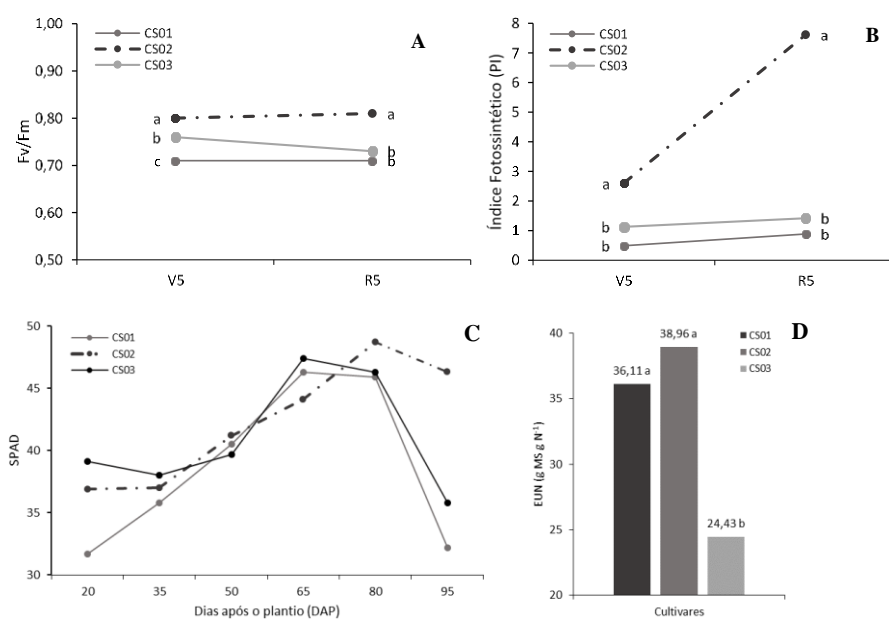 A
CS01
CS02
CS03
Fv/Fm
1,00
0,90
0,80
0,70
0,60
0,50
a
b
c
a
b
b
V5
R5
B
CS01
CS02
CS03
Índice Fotossintético (PI)
8
7
6
5
4
3
2
1
0
a
b
b
a
b
b
V5
R5
C
CS01
CS02
CS03
SPAD
50
45
40
35
30
20
35
50
65
80
95
Dias após o plantio (DAP)
D
CS01
CS02
CS03
EUN (g MS g N⁻¹)
40
35
30
25
20
36,11 a
38,96 a
24,43 b
Cultivares